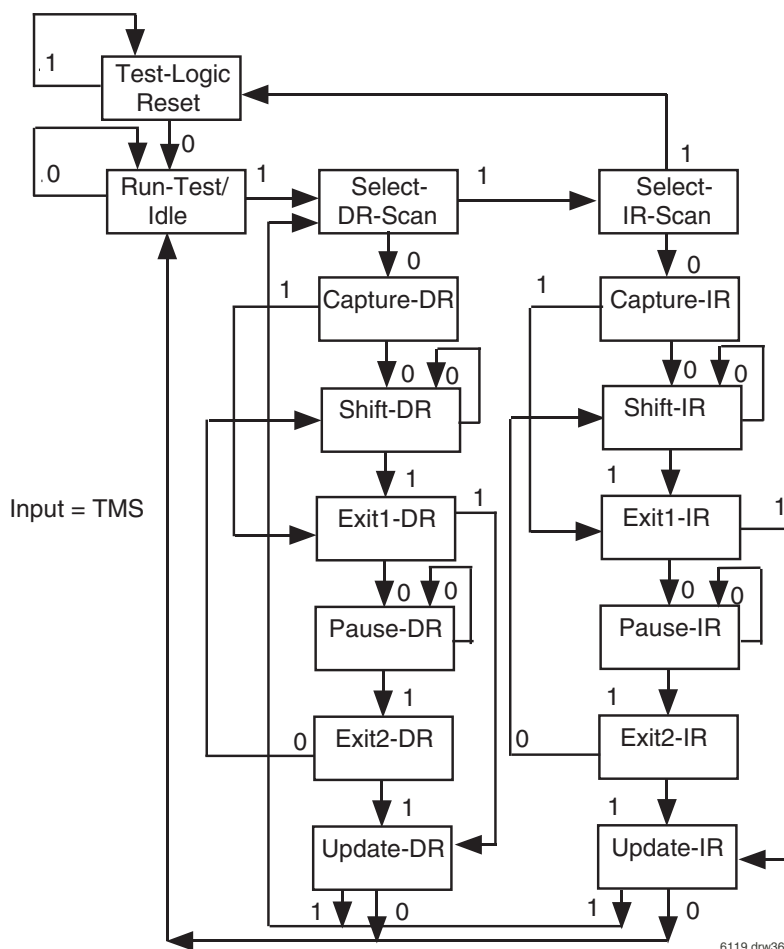 .1
Test-Logic
Reset
0
.0
Run-Test/
Idle
1
Select-
DR-Scan
1
1
Select-
IR-Scan
0
0
1
Capture-DR
1
Capture-IR
0
0
0
0
Shift-DR
Shift-IR
1
1
Input = TMS
Exit1-DR
1
Exit1-IR
1
0
0
0
0
Pause-DR
Pause-IR
1
1
0
Exit2-DR
0
Exit2-IR
1
1
Update-DR
Update-IR
1
0
1
0